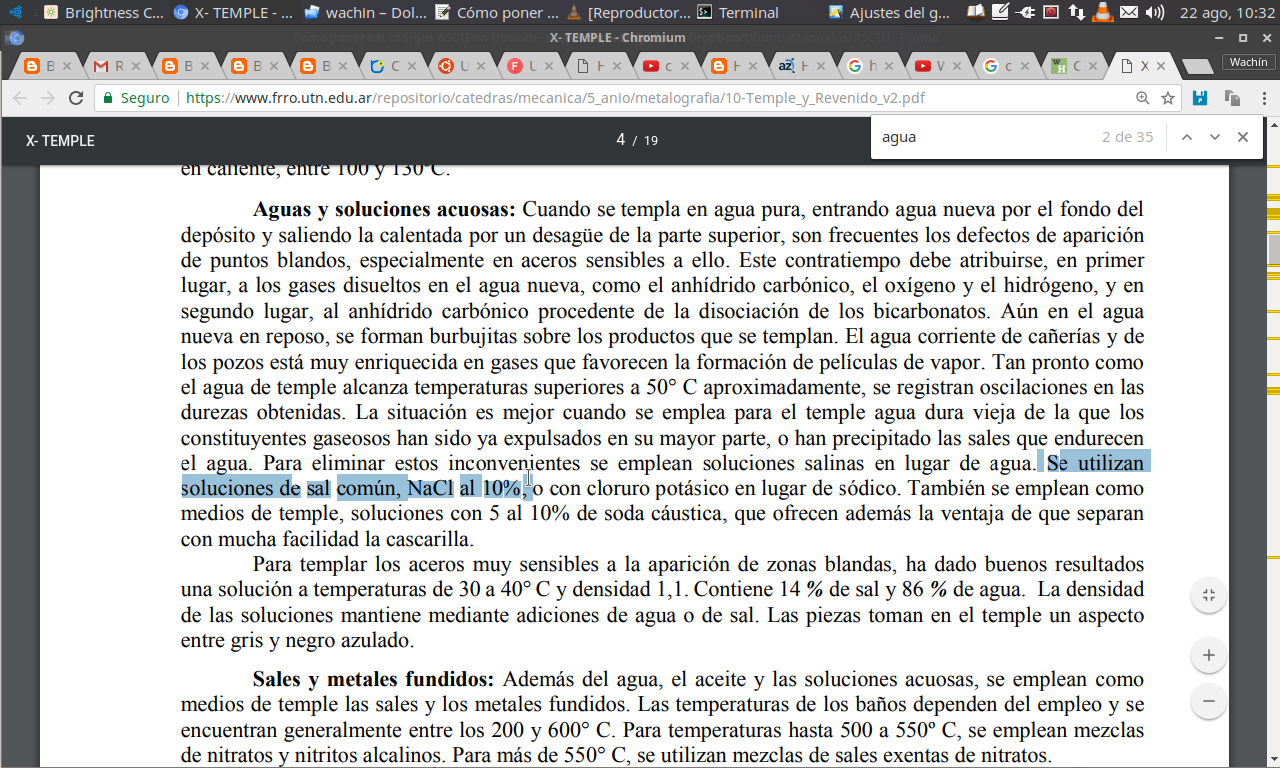 Brightness C... X- TEMPLE - ... wachin – Dol... Cómo poner ... [Reproductor... Terminal Ajustes del g... 22 ago, 10:32
X- TEMPLE - Chromium
B R B B B C U U H c H H h W c C X Wachín
Seguro https://www.frro.utn.edu.ar/repositorio/catedras/mecanica/5_anio/metalografia/10-Temple_y_Revenido_v2.pdf
X- TEMPLE 4 / 19 agua 2 de 35
en caliente, entre 100 y 130°C.
Aguas y soluciones acuosas: Cuando se templa en agua pura, entrando agua nueva por el fondo del
depósito y saliendo la calentada por un desagüe de la parte superior, son frecuentes los defectos de aparición
de puntos blandos, especialmente en aceros sensibles a ello. Este contratiempo debe atribuirse, en primer
lugar, a los gases disueltos en el agua nueva, como el anhídrido carbónico, el oxígeno y el hidrógeno, y en
segundo lugar, al anhídrido carbónico procedente de la disociación de los bicarbonatos. Aún en el agua
nueva en reposo, se forman burbujitas sobre los productos que se templan. El agua corriente de cañerías y de
los pozos está muy enriquecida en gases que favorecen la formación de películas de vapor. Tan pronto como
el agua de temple alcanza temperaturas superiores a 50° C aproximadamente, se registran oscilaciones en las
durezas obtenidas. La situación es mejor cuando se emplea para el temple agua dura vieja de la que los
constituyentes gaseosos han sido ya expulsados en su mayor parte, o han precipitado las sales que endurecen
el agua. Para eliminar estos inconvenientes se emplean soluciones salinas en lugar de agua. Se utilizan
soluciones de sal común, NaCl al 10%, o con cloruro potásico en lugar de sódico. También se emplean como
medios de temple, soluciones con 5 al 10% de soda cáustica, que ofrecen además la ventaja de que separan
con mucha facilidad la cascarilla.
Para templar los aceros muy sensibles a la aparición de zonas blandas, ha dado buenos resultados
una solución a temperaturas de 30 a 40° C y densidad 1,1. Contiene 14 % de sal y 86 % de agua. La densidad
de las soluciones mantiene mediante adiciones de agua o de sal. Las piezas toman en el temple un aspecto
entre gris y negro azulado.
Sales y metales fundidos: Además del agua, el aceite y las soluciones acuosas, se emplean como
medios de temple las sales y los metales fundidos. Las temperaturas de los baños dependen del empleo y se
encuentran generalmente entre los 200 y 600° C. Para temperaturas hasta 500 a 550º C, se emplean mezclas
de nitratos y nitritos alcalinos. Para más de 550° C, se utilizan mezclas de sales exentas de nitratos.